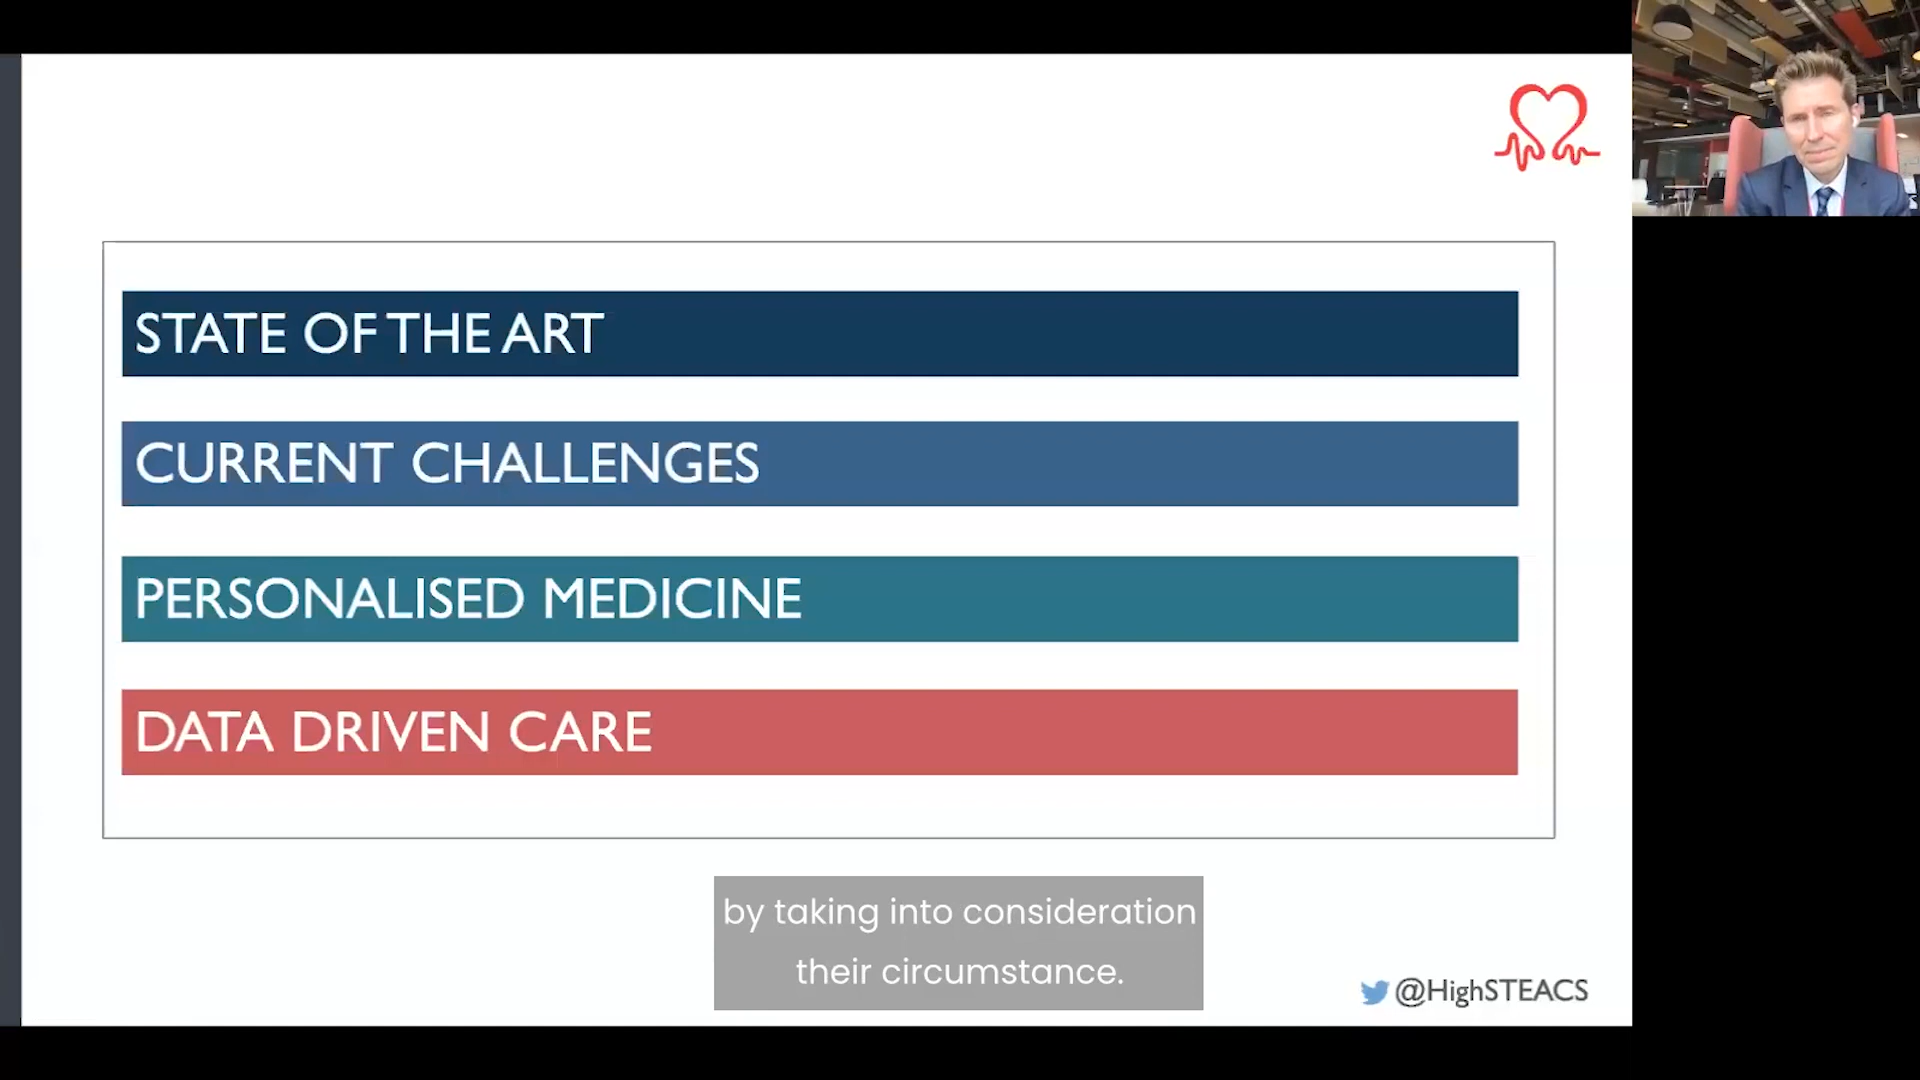 STATE OF THE ART
CURRENT CHALLENGES
PERSONALISED MEDICINE
DATA DRIVEN CARE
by taking into consideration
their circumstance.
@HighSTEACS